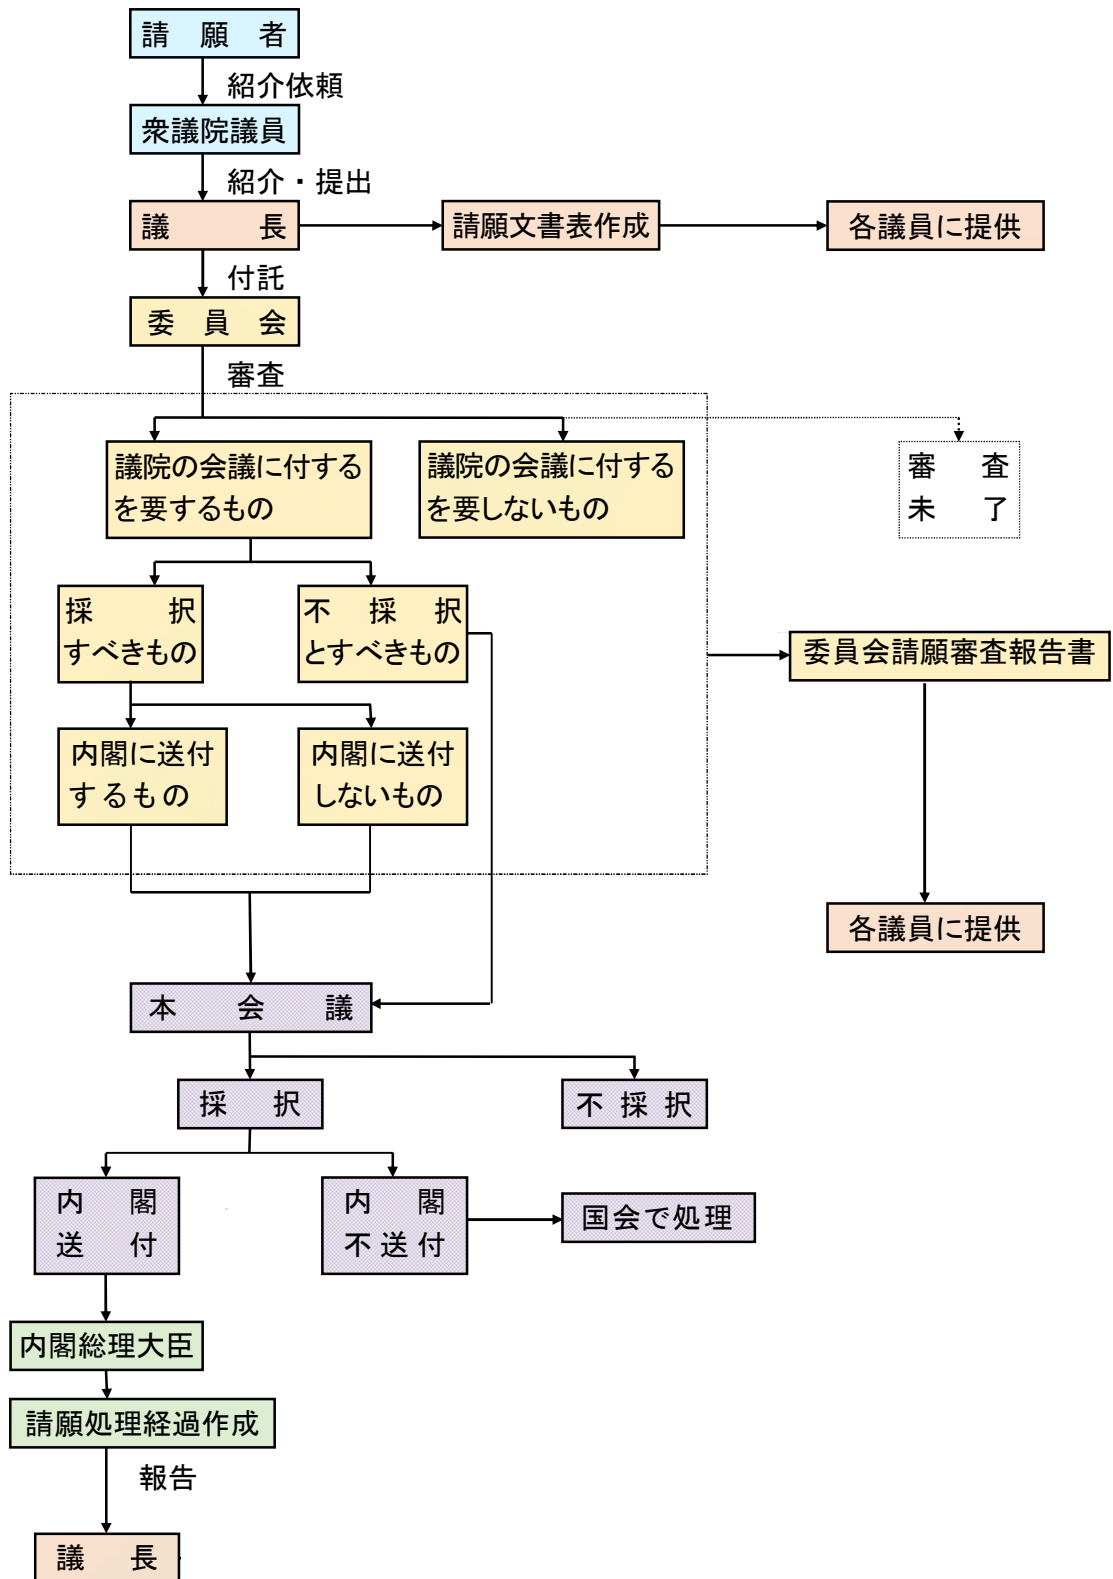 請願者
紹介依頼
衆議院議員
紹介・提出
議長
請願文書表作成
各議員に提供
付託
委員会
審査
議院の会議に付する
を要するもの
議院の会議に付する
を要しないもの
審査
未了
採択
すべきもの
不採択
とすべきもの
委員会請願審査報告書
内閣に送付
するもの
内閣に送付
しないもの
各議員に提供
本会議
採択
不採択
内閣
送付
内閣
不送付
国会で処理
内閣総理大臣
請願処理経過作成
報告
議長